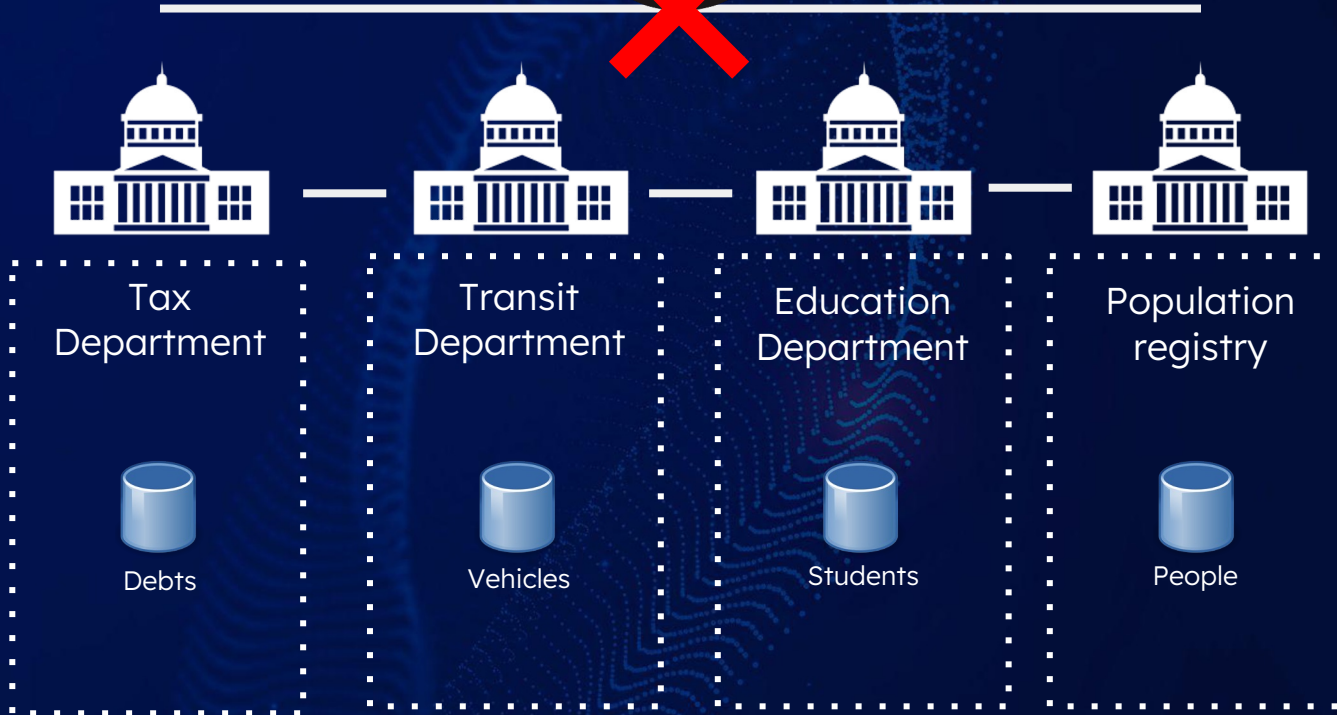 Tax
Department
Transit
Department
Education
Department
Population
registry
Debts
Vehicles
Students
People